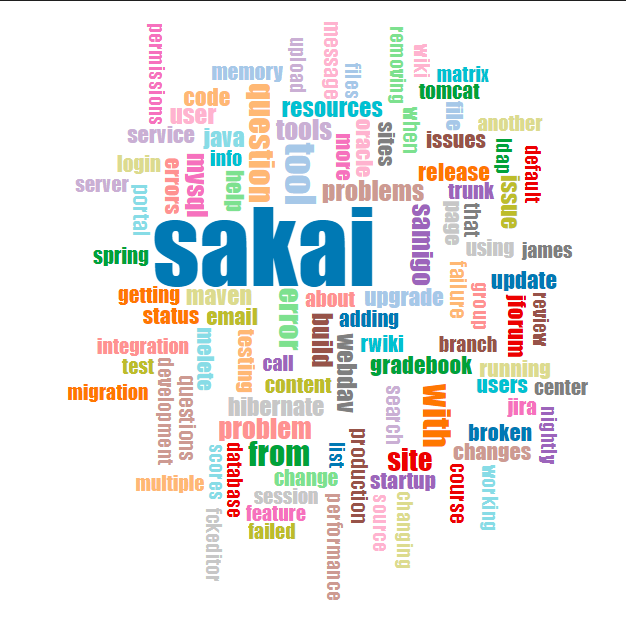 permissions
upload
message
removing
wiki
memory
files
matrix
tomcat
code
question
resources
user
file
when
another
service
java
tools
oracle
sites
issues
ldap
default
more
login
info
errors
mysql
help
tool
release
server
portal
problems
trunk
issue
sakai
samigo
page
that
using
james
spring
failure
group
update
getting
maven
error
about
upgrade
jforum
review
status
email
build
adding
integration
melete
testing
webdav
rwiki
branch
test
development
questions
call
gradebook
running
migration
content
users
center
hibernate
search
with
jira
nightly
problem
broken
from
list
production
site
changes
scores
database
change
startup
course
working
multiple
session
performance
source
changing
fckeditor
feature
failed